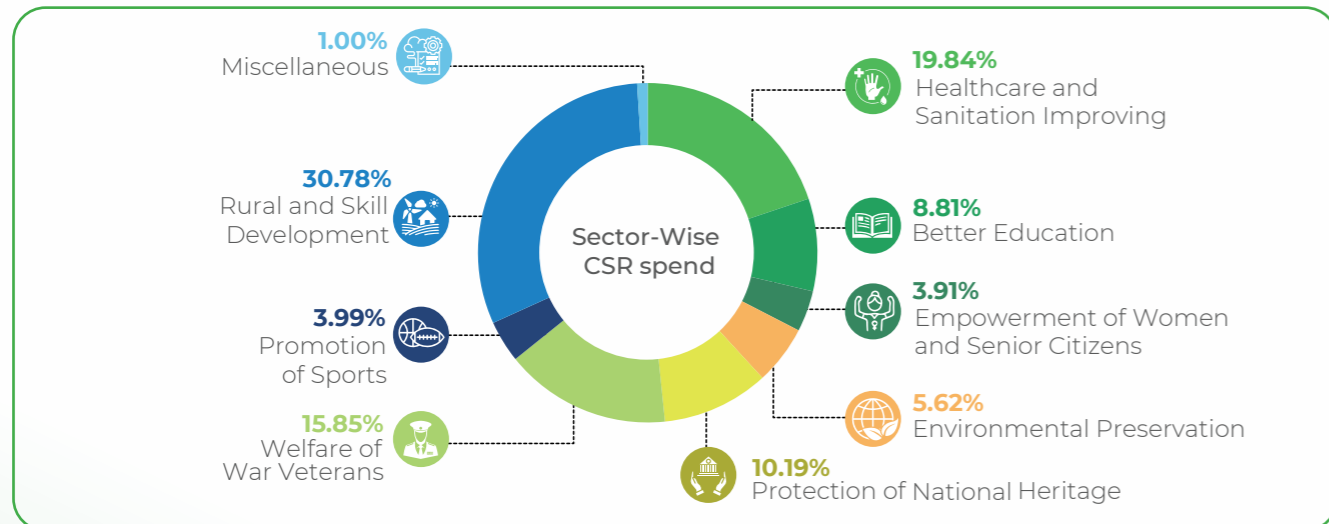 1.00%
Miscellaneous
30.78%
Rural and Skill
Development
3.99%
Promotion
of Sports
15.85%
Welfare of
War Veterans
Sector-Wise
CSR spend
19.84%
Healthcare and
Sanitation Improving
8.81%
Better Education
3.91%
Empowerment of Women
and Senior Citizens
5.62%
Environmental Preservation
10.19%
Protection of National Heritage